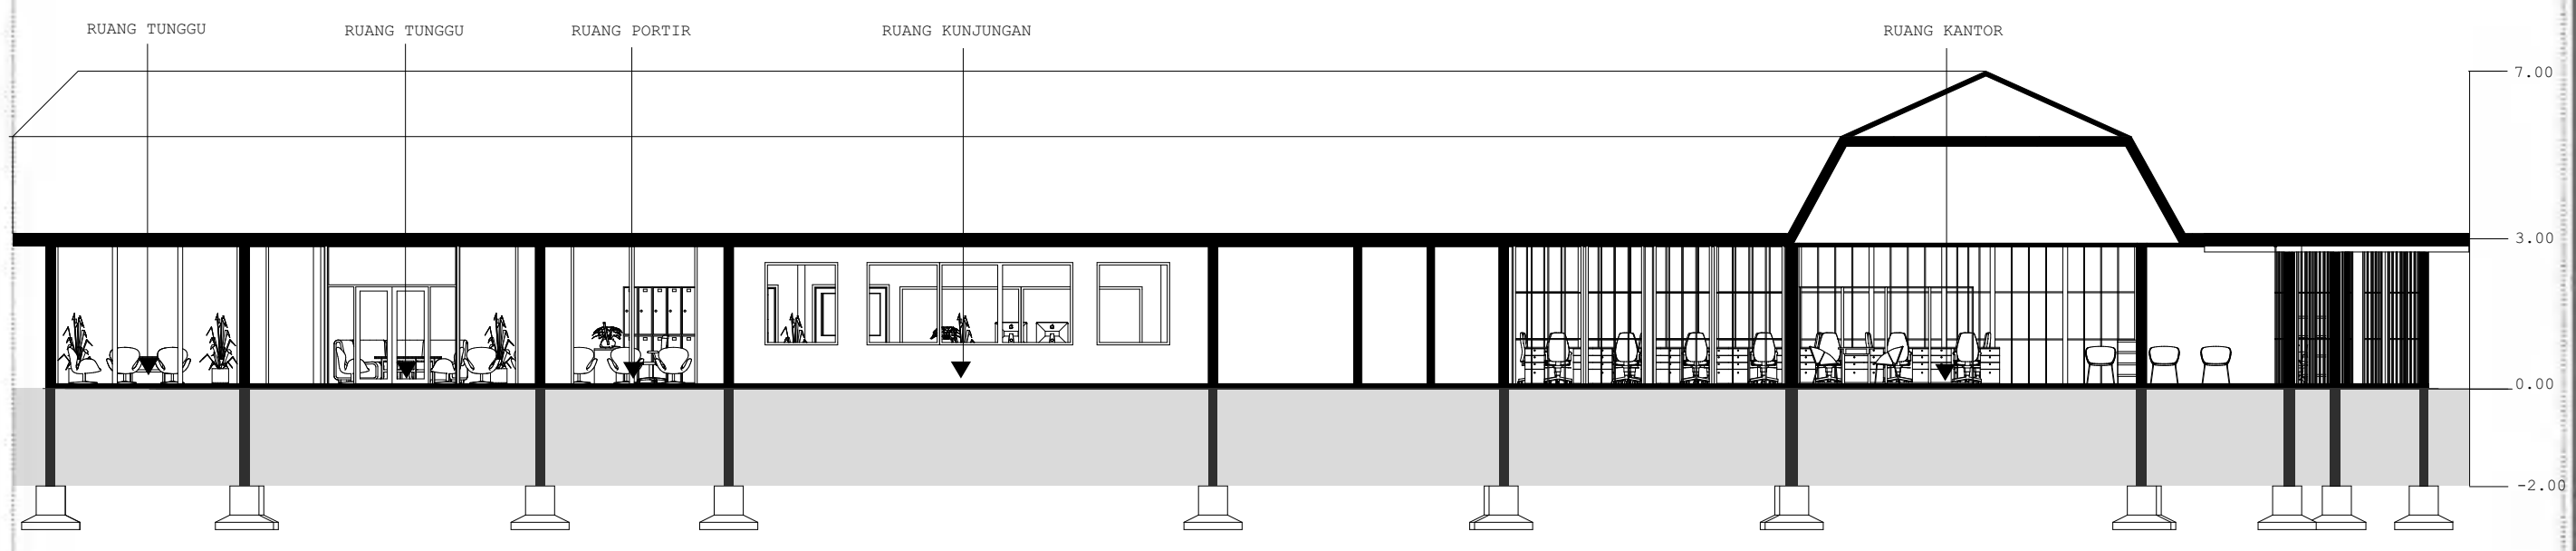 RUANG TUNGGU
RUANG TUNGGU
RUANG PORTIR
RUANG KUNJUNGAN
RUANG KANTOR
7.00
3.00
0.00
-2.00